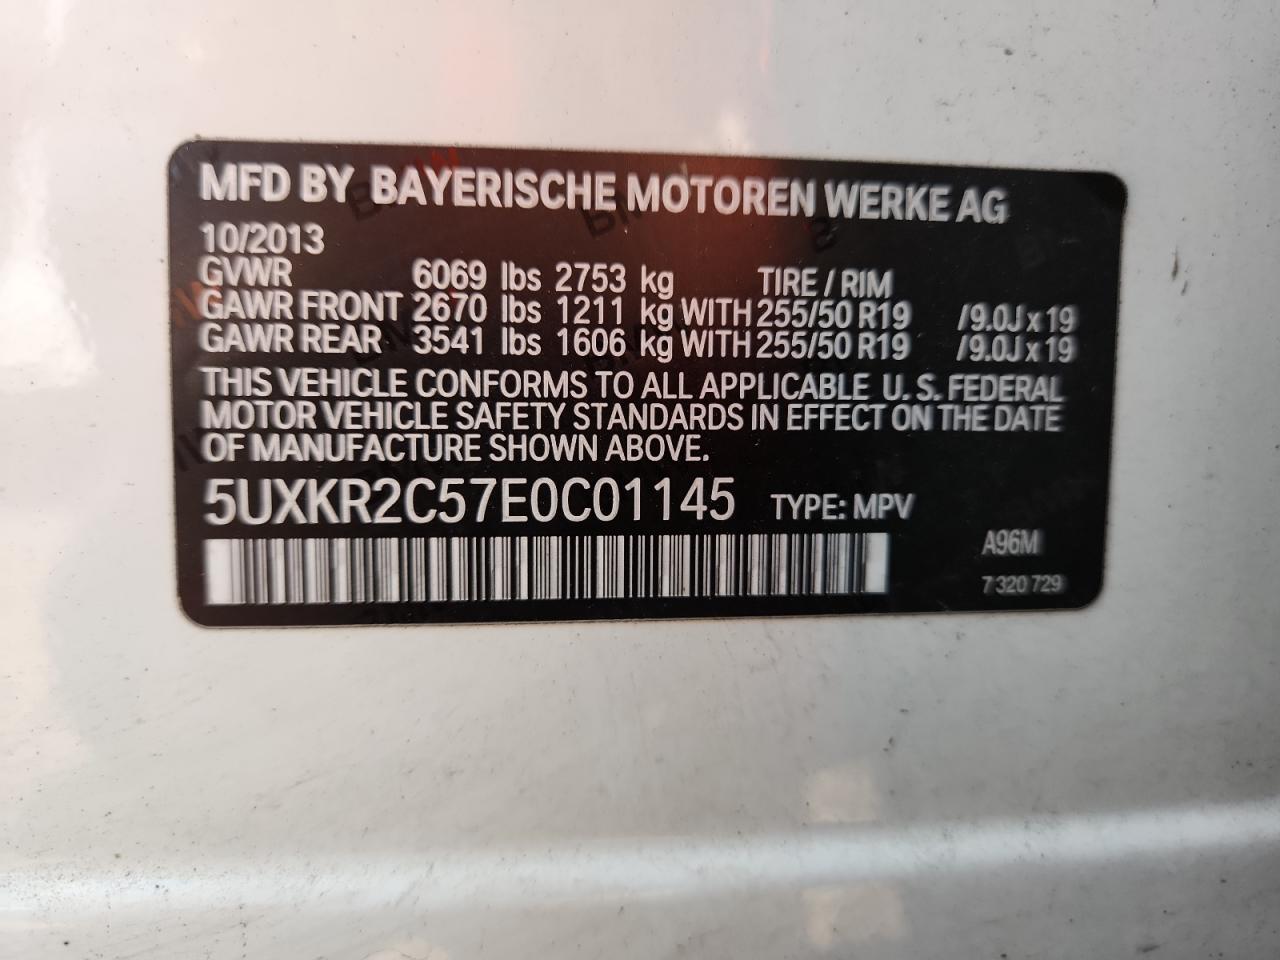 MFD BY BAYERISCHE MOTOREN WERKE AG
10/2013
GVWR 6069 lbs 2753 kg TIRE / RIM
GAWR FRONT 2670 lbs 1211 kg WITH 255/50 R19 /9.0J x 19
GAWR REAR 3541 lbs 1606 kg WITH 255/50 R19 /9.0J x 19
THIS VEHICLE CONFORMS TO ALL APPLICABLE U. S. FEDERAL
MOTOR VEHICLE SAFETY STANDARDS IN EFFECT ON THE DATE
OF MANUFACTURE SHOWN ABOVE.
5UXKR2C57E0C01145 TYPE: MPV
A96M
7 320 729